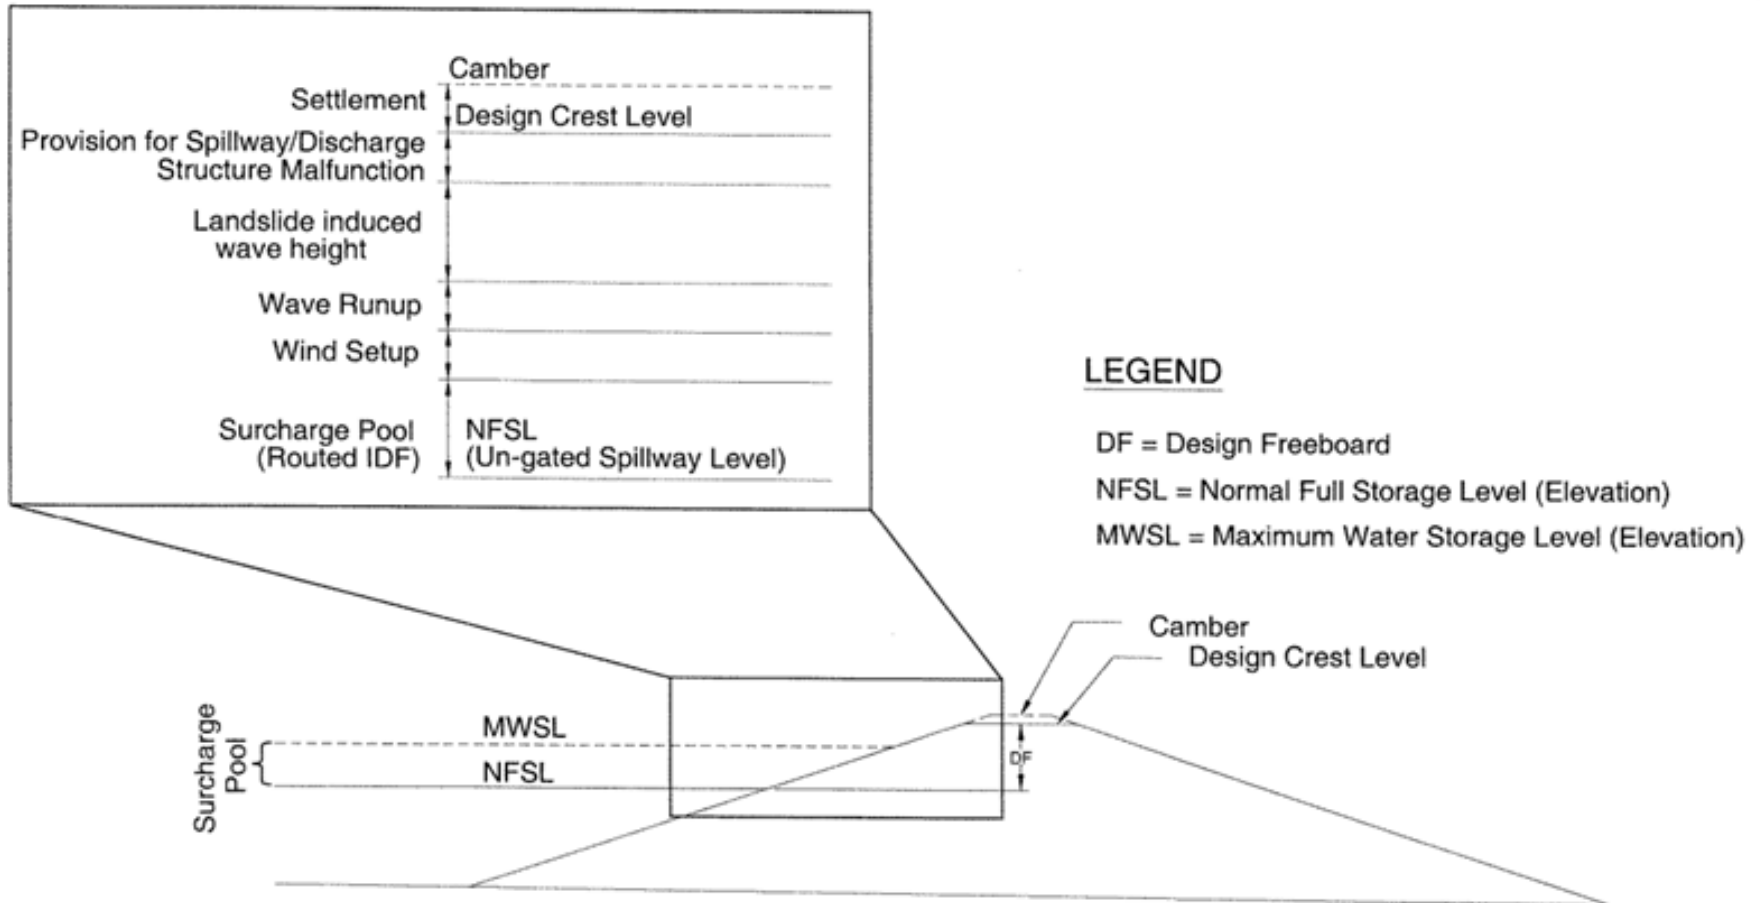 Camber
Settlement
Design Crest Level
Provision for Spillway/Discharge
Structure Malfunction
Landslide induced
wave height
Wave Runup
Wind Setup
Surcharge Pool
(Routed IDF)
NFSL
(Un-gated Spillway Level)
LEGEND
DF = Design Freeboard
NFSL = Normal Full Storage Level (Elevation)
MWSL = Maximum Water Storage Level (Elevation)
Camber
Design Crest Level
Surcharge
Pool
MWSL
NFSL
DF